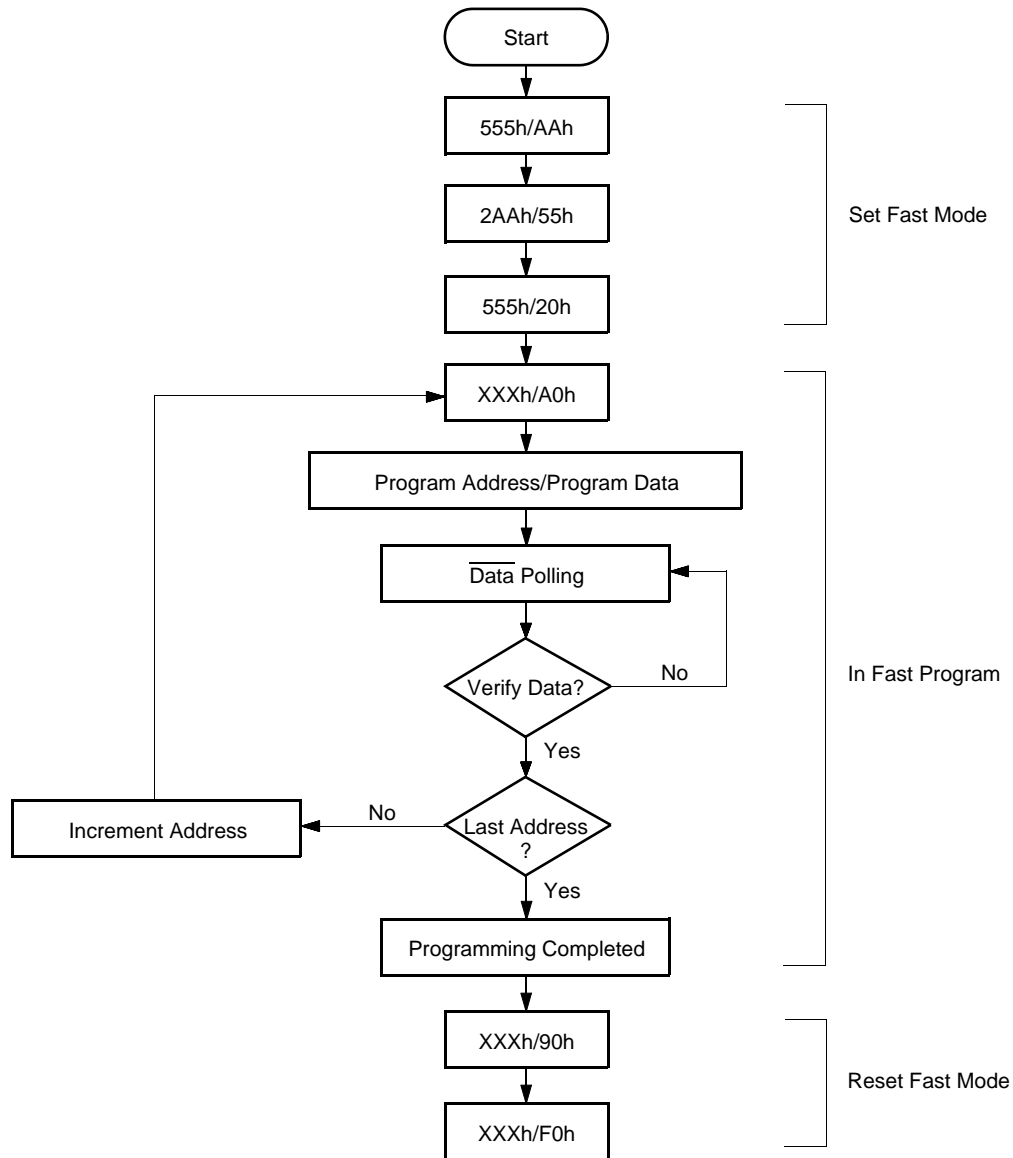 Start
555h/AAh
2AAh/55h
Set Fast Mode
555h/20h
XXXh/A0h
Program Address/Program Data
Data Polling
Verify Data?
No
In Fast Program
Yes
Increment Address
No
Last Address
?
Yes
Programming Completed
XXXh/90h
Reset Fast Mode
XXXh/F0h